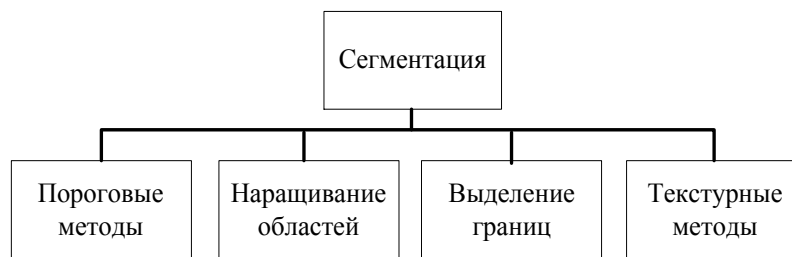 Сегментация
Пороговые
методы
Наращивание
областей
Выделение
границ
Текстурные
методы